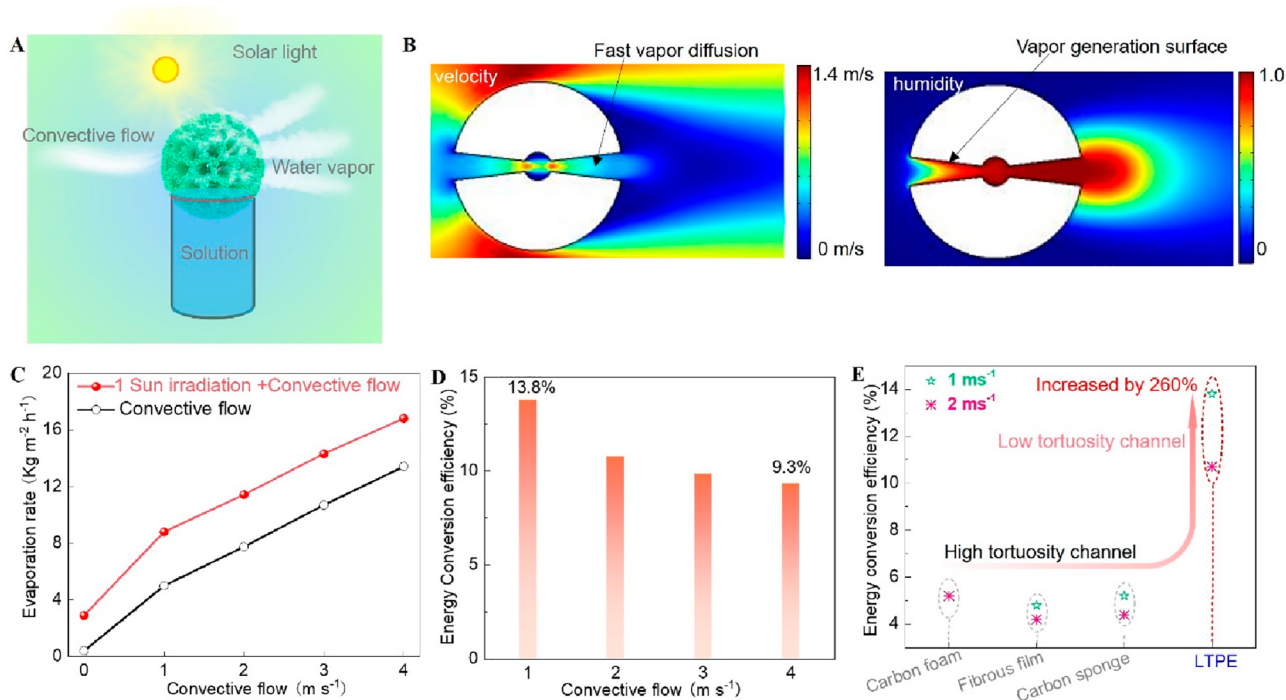 A
Solar light
Convective flow
Water vapor
Solution
B
Fast vapor diffusion
velocity
1.4 m/s
0 m/s
Vapor generation surface
humidity
1.0
0
C
Evaporation rate (Kg m⁻² h⁻¹)
20
16
12
8
4
0
1 Sun irradiation +Convective flow
Convective flow
0 1 2 3 4
Convective flow (m s⁻¹)
D
Energy Conversion efficiency (%)
15
10
5
0
13.8%
9.3%
1 2 3 4
Convective flow (m s⁻¹)
E
Energy conversion efficiency (%)
14
12
10
8
6
4
1 ms⁻¹
2 ms⁻¹
Increased by 260%
Low tortuosity channel
High tortuosity channel
Carbon foam
Fibrous film
Carbon sponge
LTPE